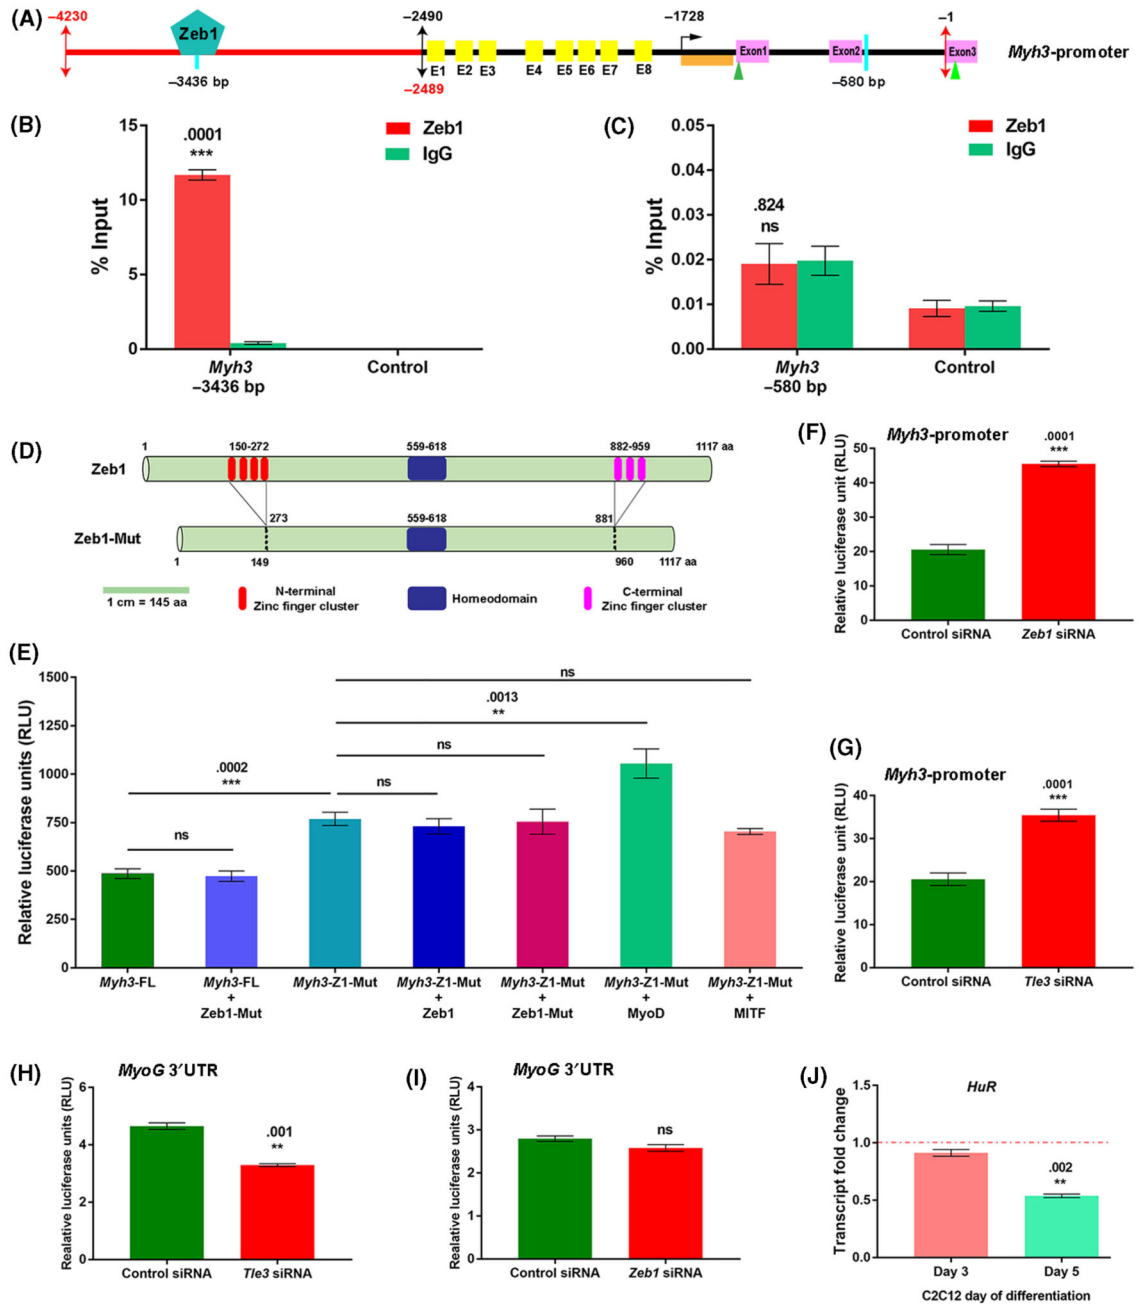 (A)
–4230
Zeb1
–3436 bp
–2490
–2489
E1 E2 E3 E4 E5 E6 E7 E8
–1728
Exon1
Exon2
–580 bp
–1
Exon3
Myh3-promoter
(B)
% Input
15
10
5
0
.0001
***
Zeb1
IgG
Myh3
–3436 bp
Control
(C)
% Input
0.05
0.04
0.03
0.02
0.01
0.00
.824
ns
Zeb1
IgG
Myh3
–580 bp
Control
(D)
1 150-272 559-618 882-959 1117 aa
Zeb1
273 559-618 881
Zeb1-Mut
1 149 960 1117 aa
1 cm = 145 aa
N-terminal
Zinc finger cluster
Homeodomain
C-terminal
Zinc finger cluster
(E)
Relative luciferase units (RLU)
1500
1250
1000
750
500
250
0
ns
.0002
***
ns
ns
.0013
**
ns
Myh3-FL
Myh3-FL
+
Zeb1-Mut
Myh3-Z1-Mut
Myh3-Z1-Mut
+
Zeb1
Myh3-Z1-Mut
+
Zeb1-Mut
Myh3-Z1-Mut
+
MyoD
Myh3-Z1-Mut
+
MITF
(F)
Myh3-promoter
Relative luciferase unit (RLU)
50
40
30
20
10
0
.0001
***
Control siRNA
Zeb1 siRNA
(G)
Myh3-promoter
Relative luciferase unit (RLU)
40
30
20
10
0
.0001
***
Control siRNA
Tle3 siRNA
(H)
MyoG 3′UTR
Realative luciferase units (RLU)
6
4
2
0
.001
**
Control siRNA
Tle3 siRNA
(I)
MyoG 3′UTR
Realative luciferase units (RLU)
4
3
2
1
0
ns
Control siRNA
Zeb1 siRNA
(J)
HuR
Transcript fold change
1.5
1.0
0.5
0.0
.002
**
Day 3
Day 5
C2C12 day of differentiation